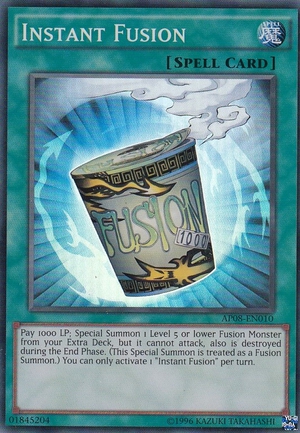 INSTANT FUSION
魔
[SPELL CARD]
FUSION
1000
AP08-EN010
Pay 1000 LP; Special Summon 1 Level 5 or lower Fusion Monster
from your Extra Deck, but it cannot attack, also is destroyed
during the End Phase. (This Special Summon is treated as a Fusion
Summon.) You can only activate 1 "Instant Fusion" per turn.
01845204
©1996 KAZUKI TAKAHASHI